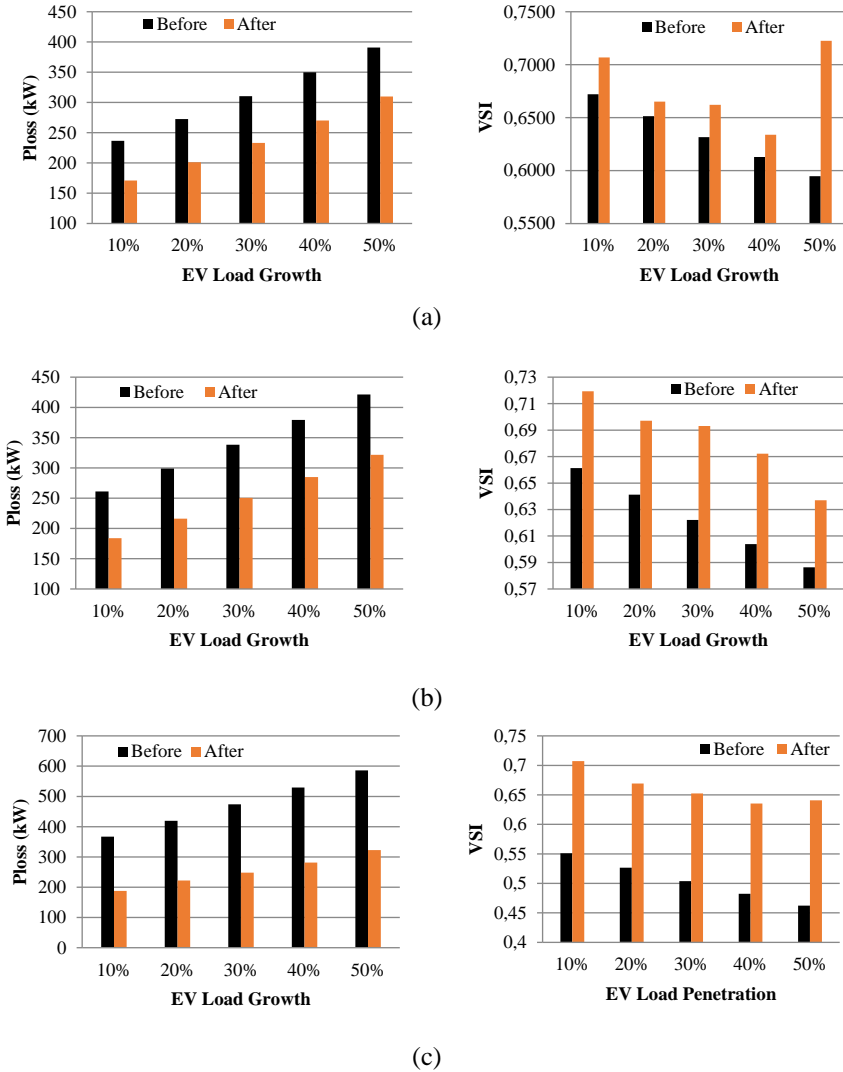 450
400
350
300
250
200
150
100
Ploss (kW)
Before After
10% 20% 30% 40% 50%
EV Load Growth
0,7500
0,7000
0,6500
0,6000
0,5500
VSI
Before After
10% 20% 30% 40% 50%
EV Load Growth
(a)
450
400
350
300
250
200
150
100
Ploss (kW)
Before After
10% 20% 30% 40% 50%
EV Load Growth
0,73
0,71
0,69
0,67
0,65
0,63
0,61
0,59
0,57
VSI
Before After
10% 20% 30% 40% 50%
EV Load Growth
(b)
700
600
500
400
300
200
100
0
Ploss (kW)
Before After
10% 20% 30% 40% 50%
EV Load Growth
0,75
0,7
0,65
0,6
0,55
0,5
0,45
0,4
VSI
Before After
10% 20% 30% 40% 50%
EV Load Penetration
(c)